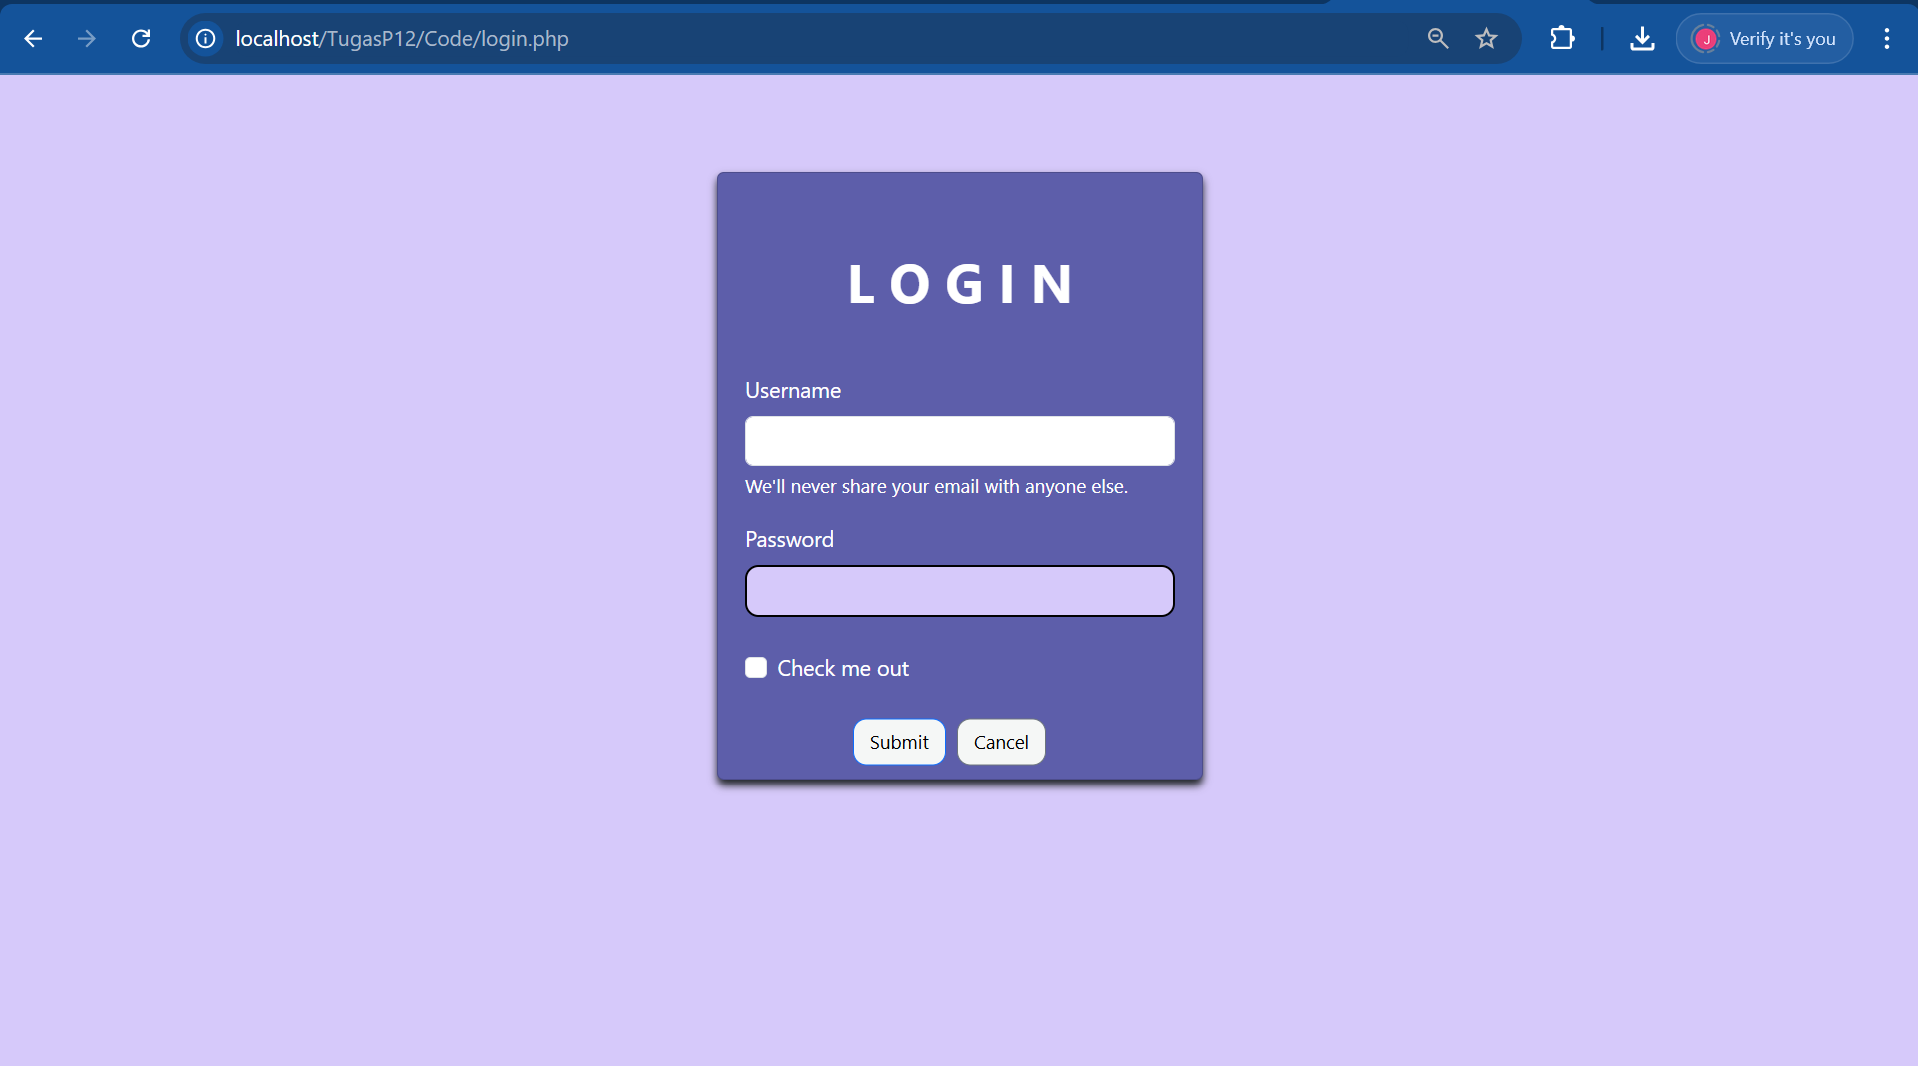 localhost/TugasP12/Code/login.php
J Verify it's you
LOGIN
Username
We'll never share your email with anyone else.
Password
Check me out
Submit Cancel